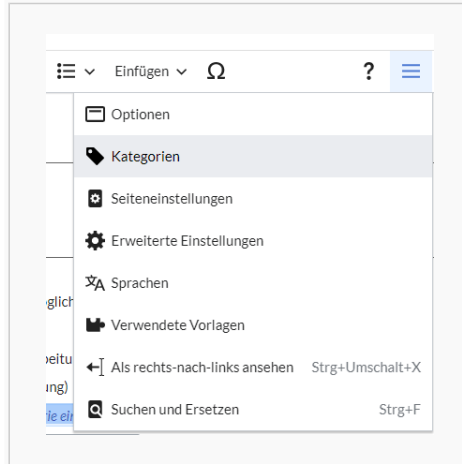 Einfügen Ω ?
Optionen
Kategorien
Seiteneinstellungen
Erweiterte Einstellungen
Sprachen
Verwendete Vorlagen
Als rechts-nach-links ansehen Strg+Umschalt+X
Suchen und Ersetzen Strg+F